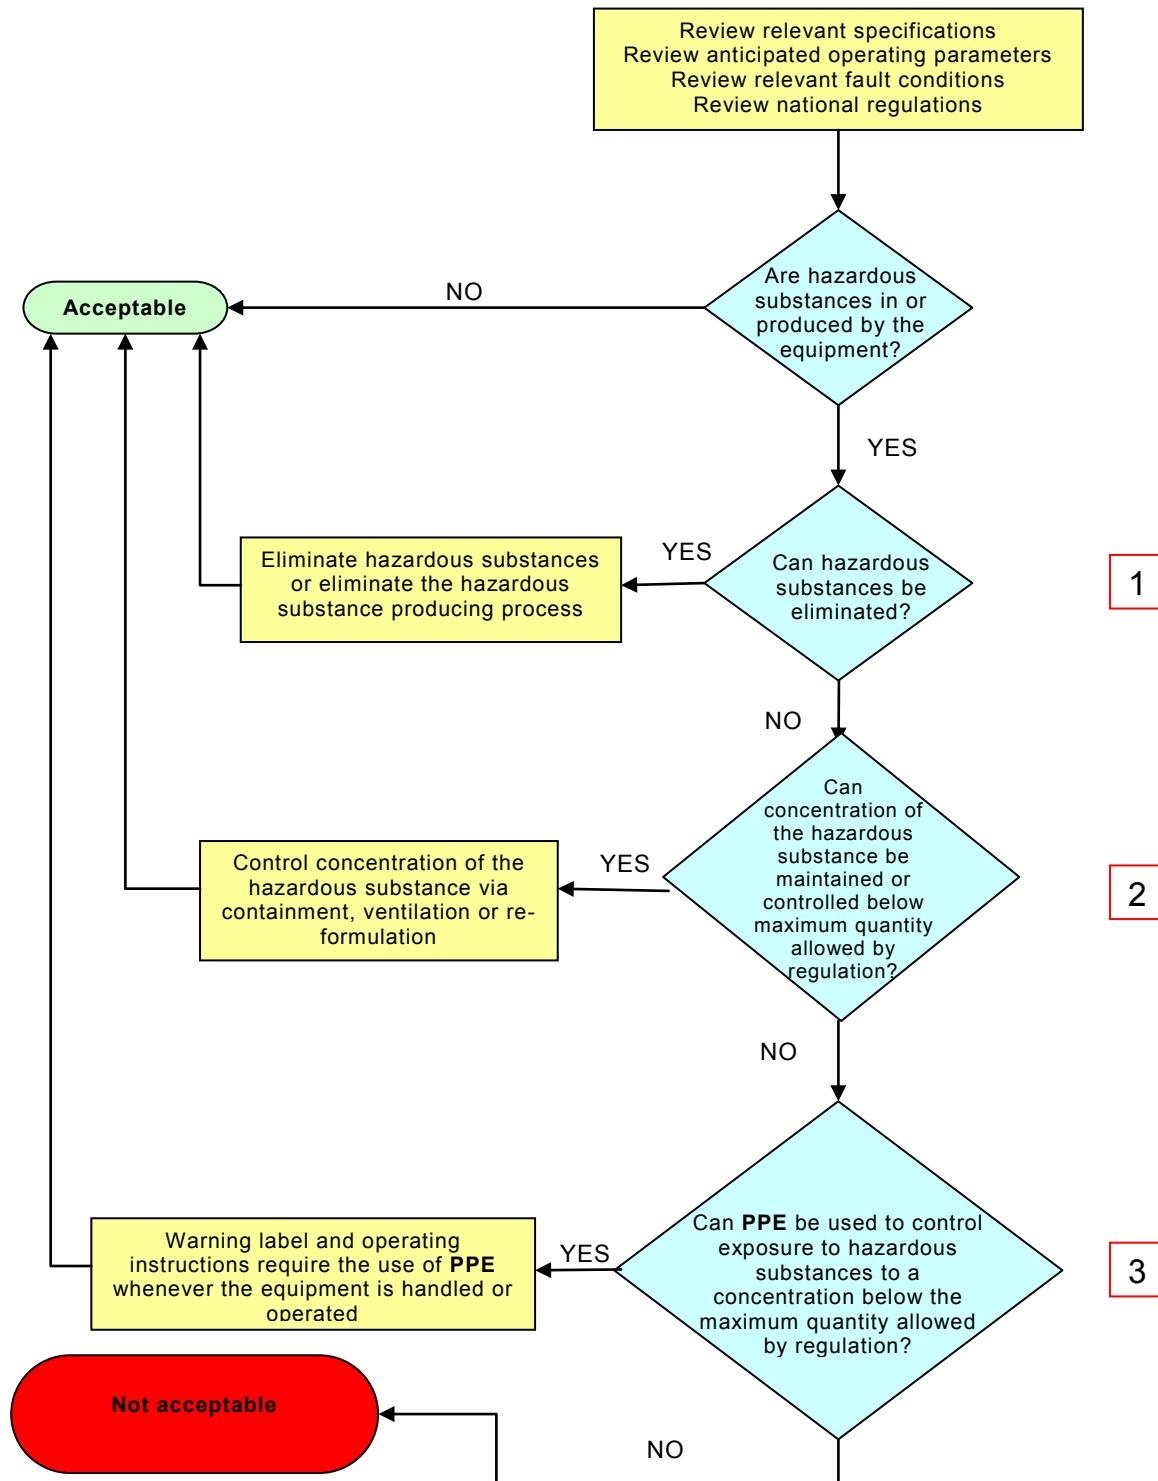 Review relevant specifications
Review anticipated operating parameters
Review relevant fault conditions
Review national regulations
Are hazardous
substances in or
produced by the
equipment?
NO
Acceptable
YES
Can hazardous
substances be
eliminated?
YES
Eliminate hazardous substances
or eliminate the hazardous
substance producing process
1
NO
Can
concentration of
the hazardous
substance be
maintained or
controlled below
maximum quantity
allowed by
regulation?
YES
Control concentration of the
hazardous substance via
containment, ventilation or re-
formulation
2
NO
Can PPE be used to control
exposure to hazardous
substances to a
concentration below the
maximum quantity allowed
by regulation?
YES
Warning label and operating
instructions require the use of PPE
whenever the equipment is handled or
operated
3
Not acceptable
NO